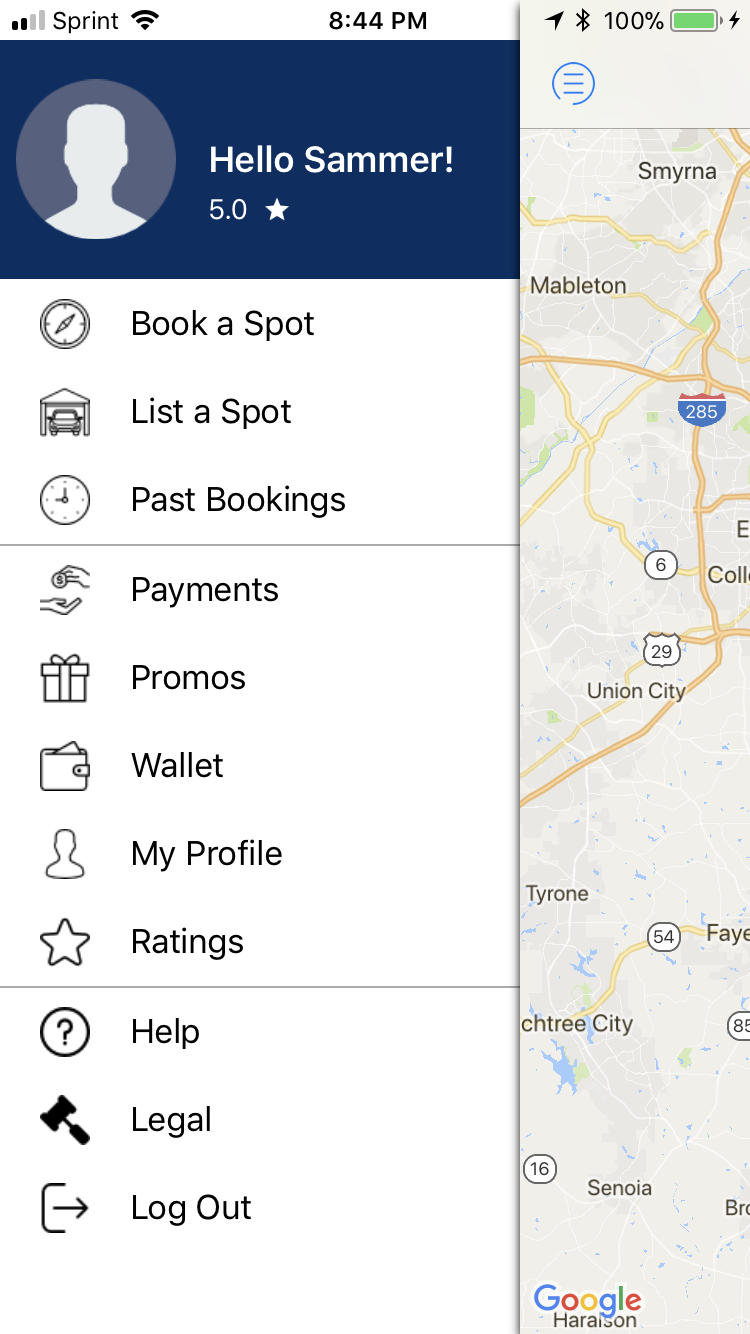 Sprint 8:44 PM 100%
Hello Sammer!
5.0
Book a Spot
List a Spot
Past Bookings
Payments
Promos
Wallet
My Profile
Ratings
Help
Legal
Log Out
Smyrna
Mableton
285
E
6
Colle
29
Union City
Tyrone
54
Faye
chtree City
85
16
Senoia
Bro
Google
Haralson